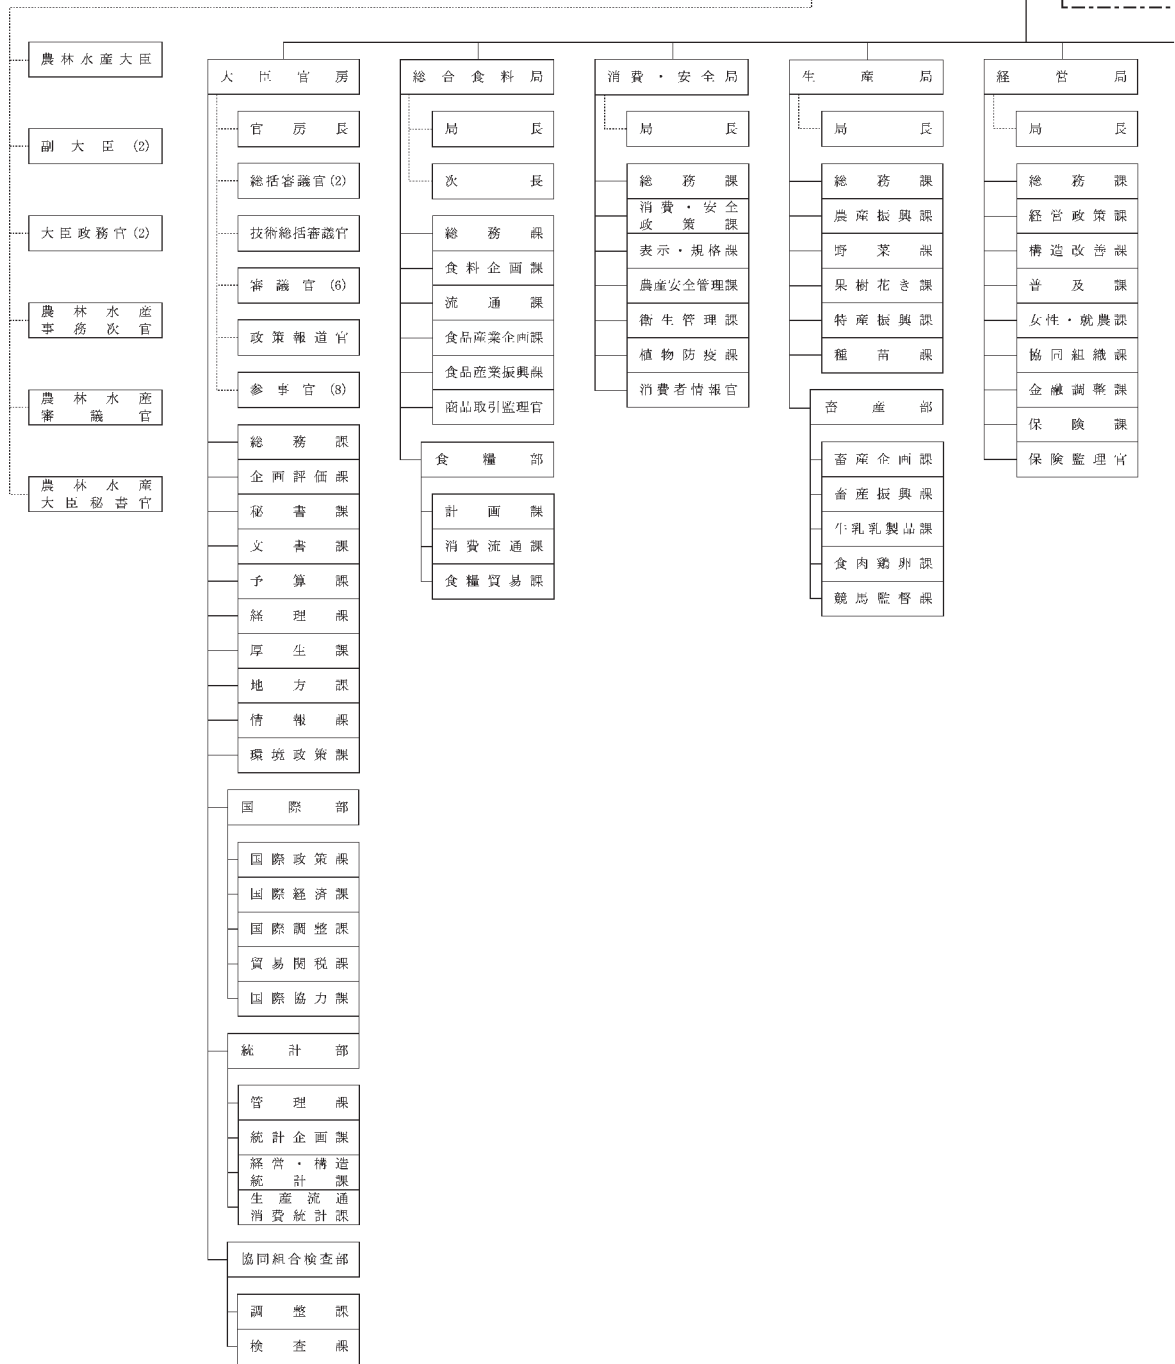 農林水産大臣
副大臣(2)
大臣政務官(2)
農林水産
事務次官
農林水産
審議官
農林水産
大臣秘書官
大臣官房
官房長
総括審議官(2)
技術総括審議官
審議官(6)
政策報道官
参事官(8)
総務課
企画評価課
秘書課
文書課
予算課
経理課
厚生課
地方課
情報課
環境政策課
国際部
国際政策課
国際経済課
国際調整課
貿易関税課
国際協力課
統計部
管理課
統計企画課
経営・構造
統計課
生産流通
消費統計課
協同組合検査部
調整課
検査課
総合食料局
局長
次長
総務課
食料企画課
流通課
食品産業企画課
食品産業振興課
商品取引監理官
食糧部
計画課
消費流通課
食糧貿易課
消費・安全局
局長
総務課
消費・安全
政策課
表示・規格課
農産安全管理課
衛生管理課
植物防疫課
消費者情報官
生産局
局長
総務課
農産振興課
野菜課
果樹花き課
特産振興課
種苗課
畜産部
畜産企画課
畜産振興課
牛乳乳製品課
食肉鶏卵課
競馬監督課
経営局
局長
総務課
経営政策課
構造改善課
普及課
女性・就農課
協同組織課
金融調整課
保険課
保険監理官